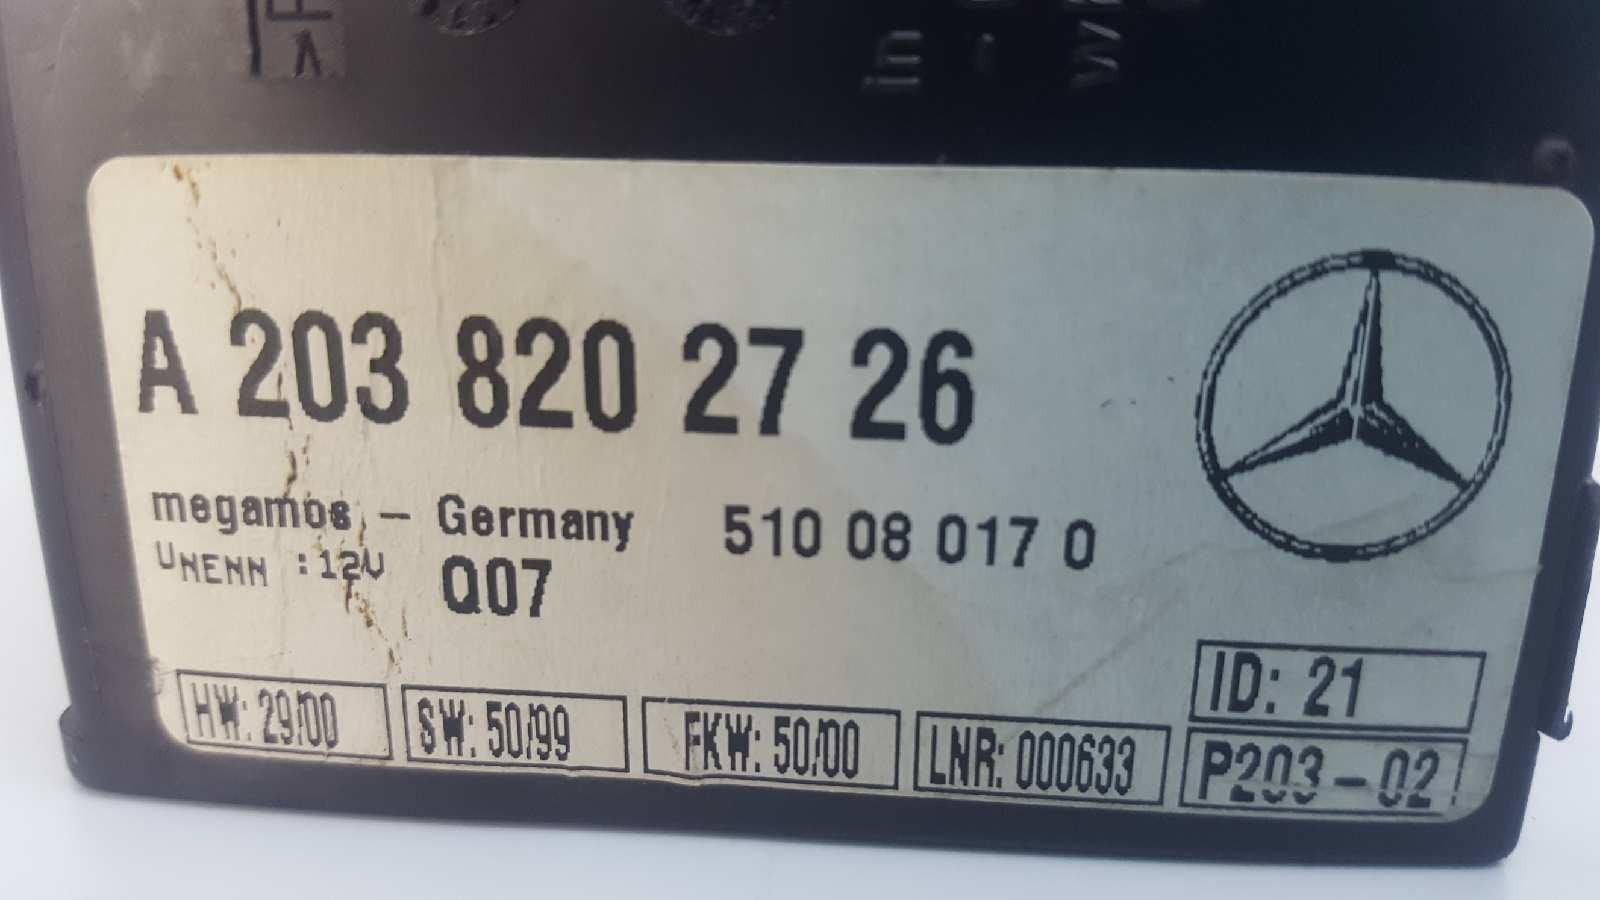 in
A 203 820 27 26
megamos - Germany 510 08 017 0
UNENN :12V Q07
ID: 21
HW: 29/00 SW: 50/99 FKW: 50/00 LNR: 000633 P203-02